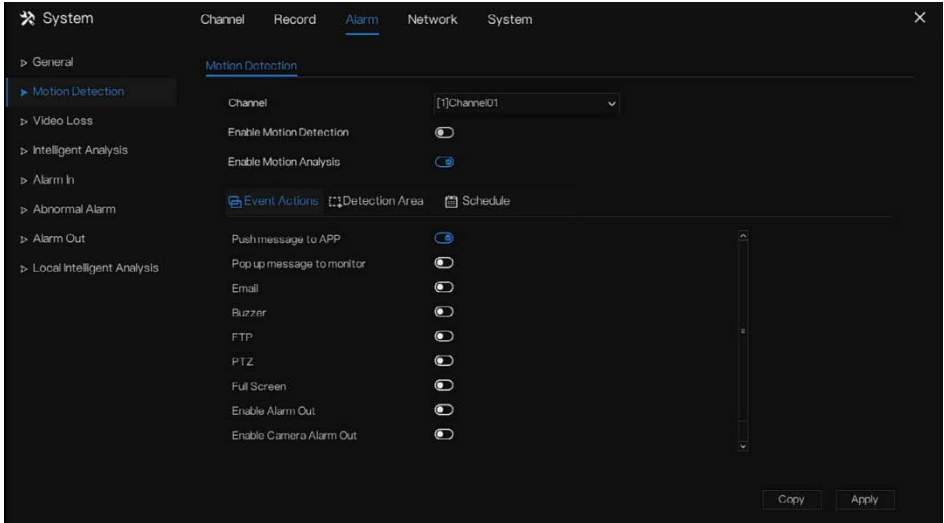 System
Channel Record Alarm Network System
General
Motion Detection
Video Loss
Intelligent Analysis
Alarm In
Abnormal Alarm
Alarm Out
Local Intelligent Analysis
Motion Detection
Channel [1]Channel01
Enable Motion Detection
Enable Motion Analysis
Event Actions Detection Area Schedule
Push message to APP
Pop up message to monitor
Email
Buzzer
FTP
PTZ
Full Screen
Enable Alarm Out
Enable Camera Alarm Out
Copy Apply